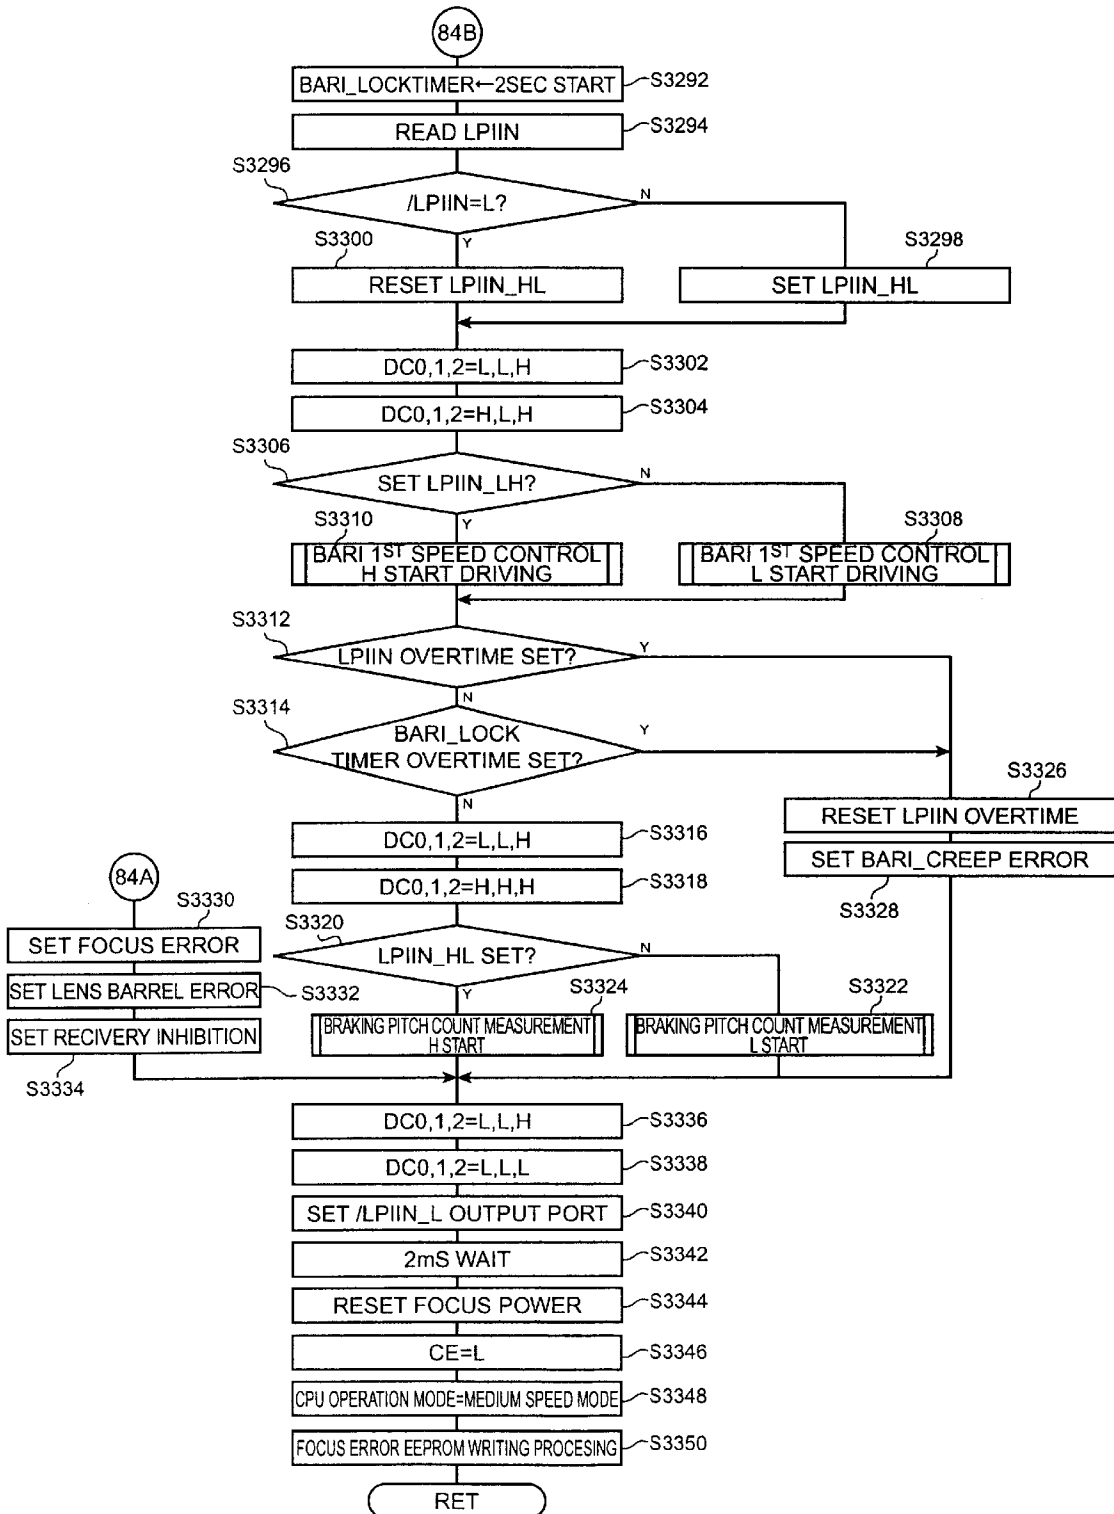 84B
BARI_LOCKTIMER←2SEC START
S3292
READ LPIIN
S3294
S3296
/LPIIN=L?
N
Y
S3300
RESET LPIIN_HL
S3298
SET LPIIN_HL
DC0,1,2=L,L,H
S3302
DC0,1,2=H,L,H
S3304
S3306
SET LPIIN_LH?
N
Y
S3310
BARI 1ST SPEED CONTROL
H START DRIVING
S3308
BARI 1ST SPEED CONTROL
L START DRIVING
S3312
LPIIN OVERTIME SET?
Y
N
S3314
BARI_LOCK
TIMER OVERTIME SET?
Y
N
S3326
RESET LPIIN OVERTIME
SET BARI_CREEP ERROR
S3328
DC0,1,2=L,L,H
S3316
DC0,1,2=H,H,H
S3318
84A
S3330
SET FOCUS ERROR
SET LENS BARREL ERROR
S3332
SET RECIVERY INHIBITION
S3334
S3320
LPIIN_HL SET?
N
Y
S3324
BRAKING PITCH COUNT MEASUREMENT
H START
S3322
BRAKING PITCH COUNT MEASUREMENT
L START
DC0,1,2=L,L,H
S3336
DC0,1,2=L,L,L
S3338
SET /LPIIN_L OUTPUT PORT
S3340
2mS WAIT
S3342
RESET FOCUS POWER
S3344
CE=L
S3346
CPU OPERATION MODE=MEDIUM SPEED MODE
S3348
FOCUS ERROR EEPROM WRITING PROCESING
S3350
RET